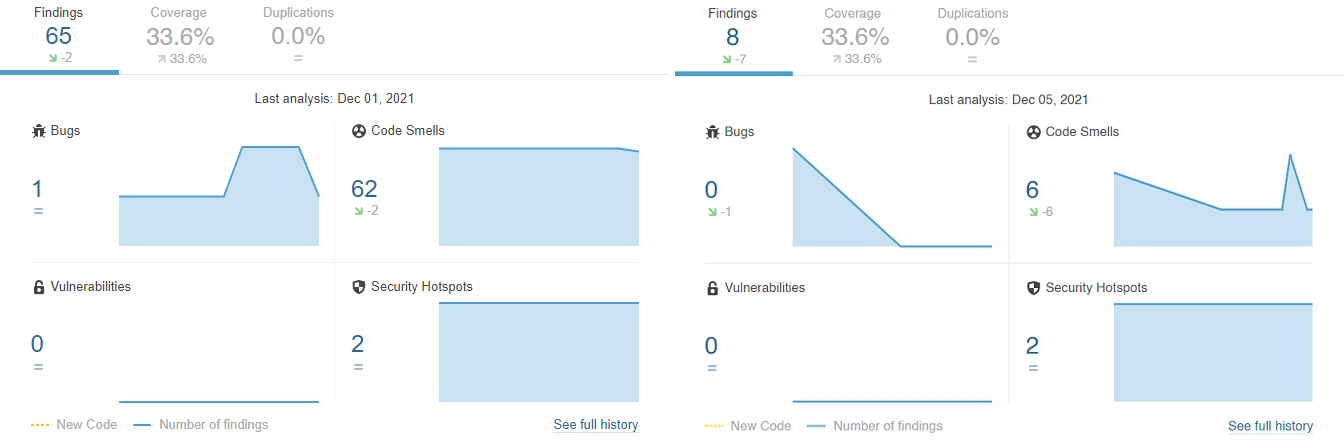 Findings Coverage Duplications
65 33.6% 0.0%
-2 33.6% =
Last analysis: Dec 01, 2021
Bugs
1
=
Code Smells
62
-2
Vulnerabilities
0
=
Security Hotspots
2
=
New Code Number of findings See full history
Findings Coverage Duplications
8 33.6% 0.0%
-7 33.6% =
Last analysis: Dec 05, 2021
Bugs
0
-1
Code Smells
6
-6
Vulnerabilities
0
=
Security Hotspots
2
=
New Code Number of findings See full history